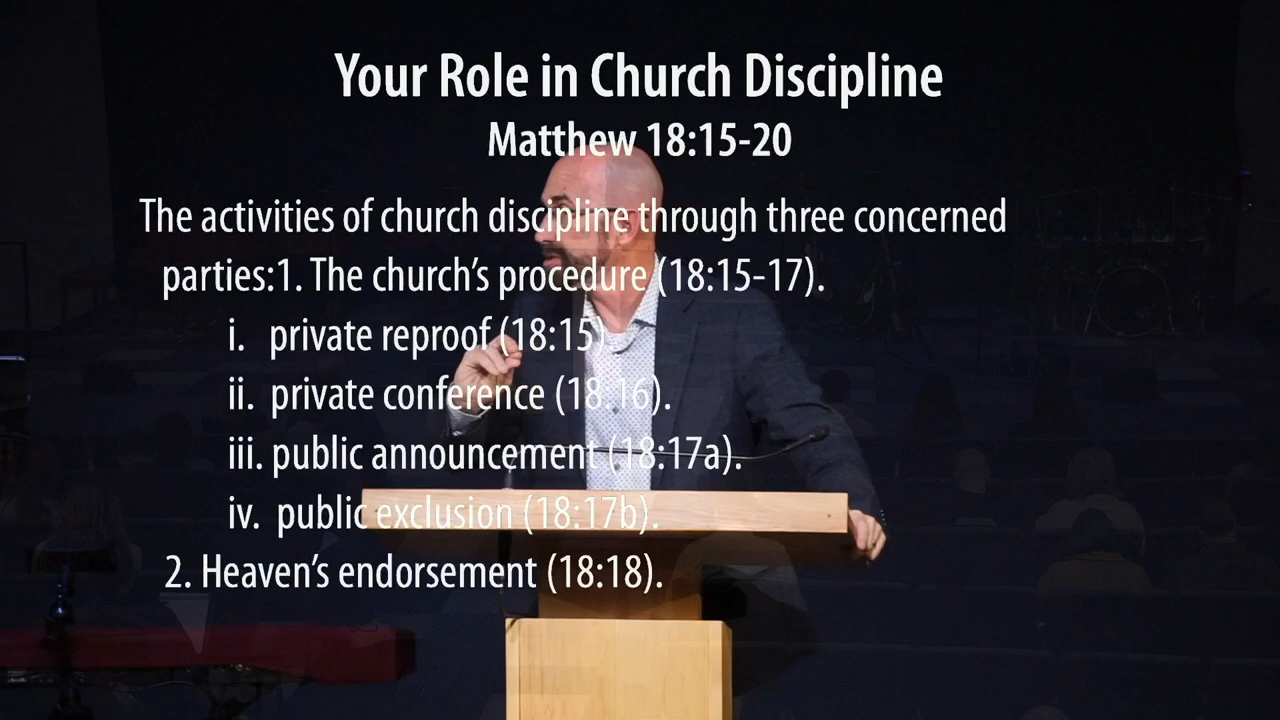 Your Role in Church Discipline
Matthew 18:15-20
The activities of church discipline through three concerned
parties:1. The church’s procedure (18:15-17).
i. private reproof (18:15).
ii. private conference (18:16).
iii. public announcement (18:17a).
iv. public exclusion (18:17b).
2. Heaven’s endorsement (18:18).